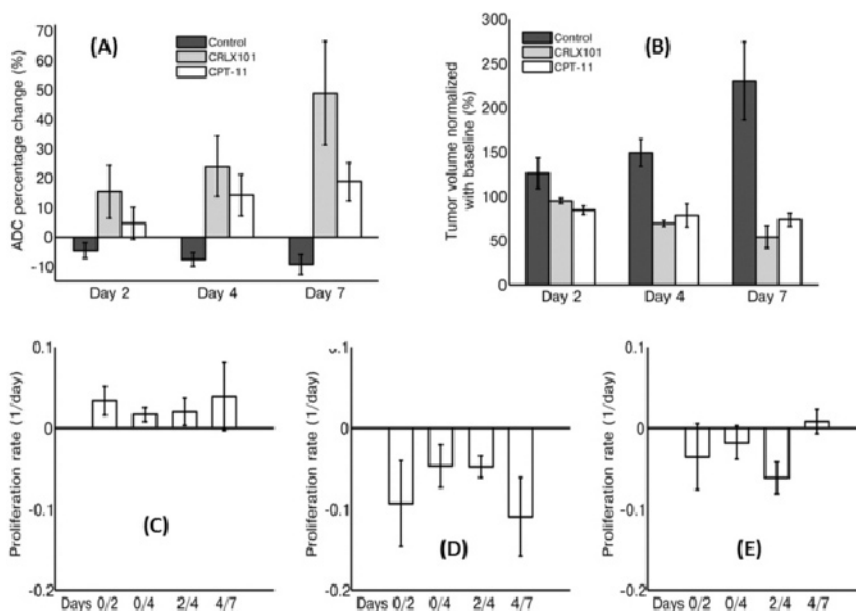 (A)
ADC percentage change (%)
70
60
50
40
30
20
10
0
-10
Control
CRLX101
CPT-11
Day 2 Day 4 Day 7
(B)
Tumor volume normalized
with baseline (%)
300
250
200
150
100
50
0
Control
CRLX101
CPT-11
Day 2 Day 4 Day 7
Proliferation rate (1/day)
0.1
0
-0.1
-0.2
(C)
Days 0/2 0/4 2/4 4/7
Proliferation rate (1/day)
0.1
0
-0.1
-0.2
(D)
Days 0/2 0/4 2/4 4/7
Proliferation rate (1/day)
0.1
0
-0.1
-0.2
(E)
Days 0/2 0/4 2/4 4/7